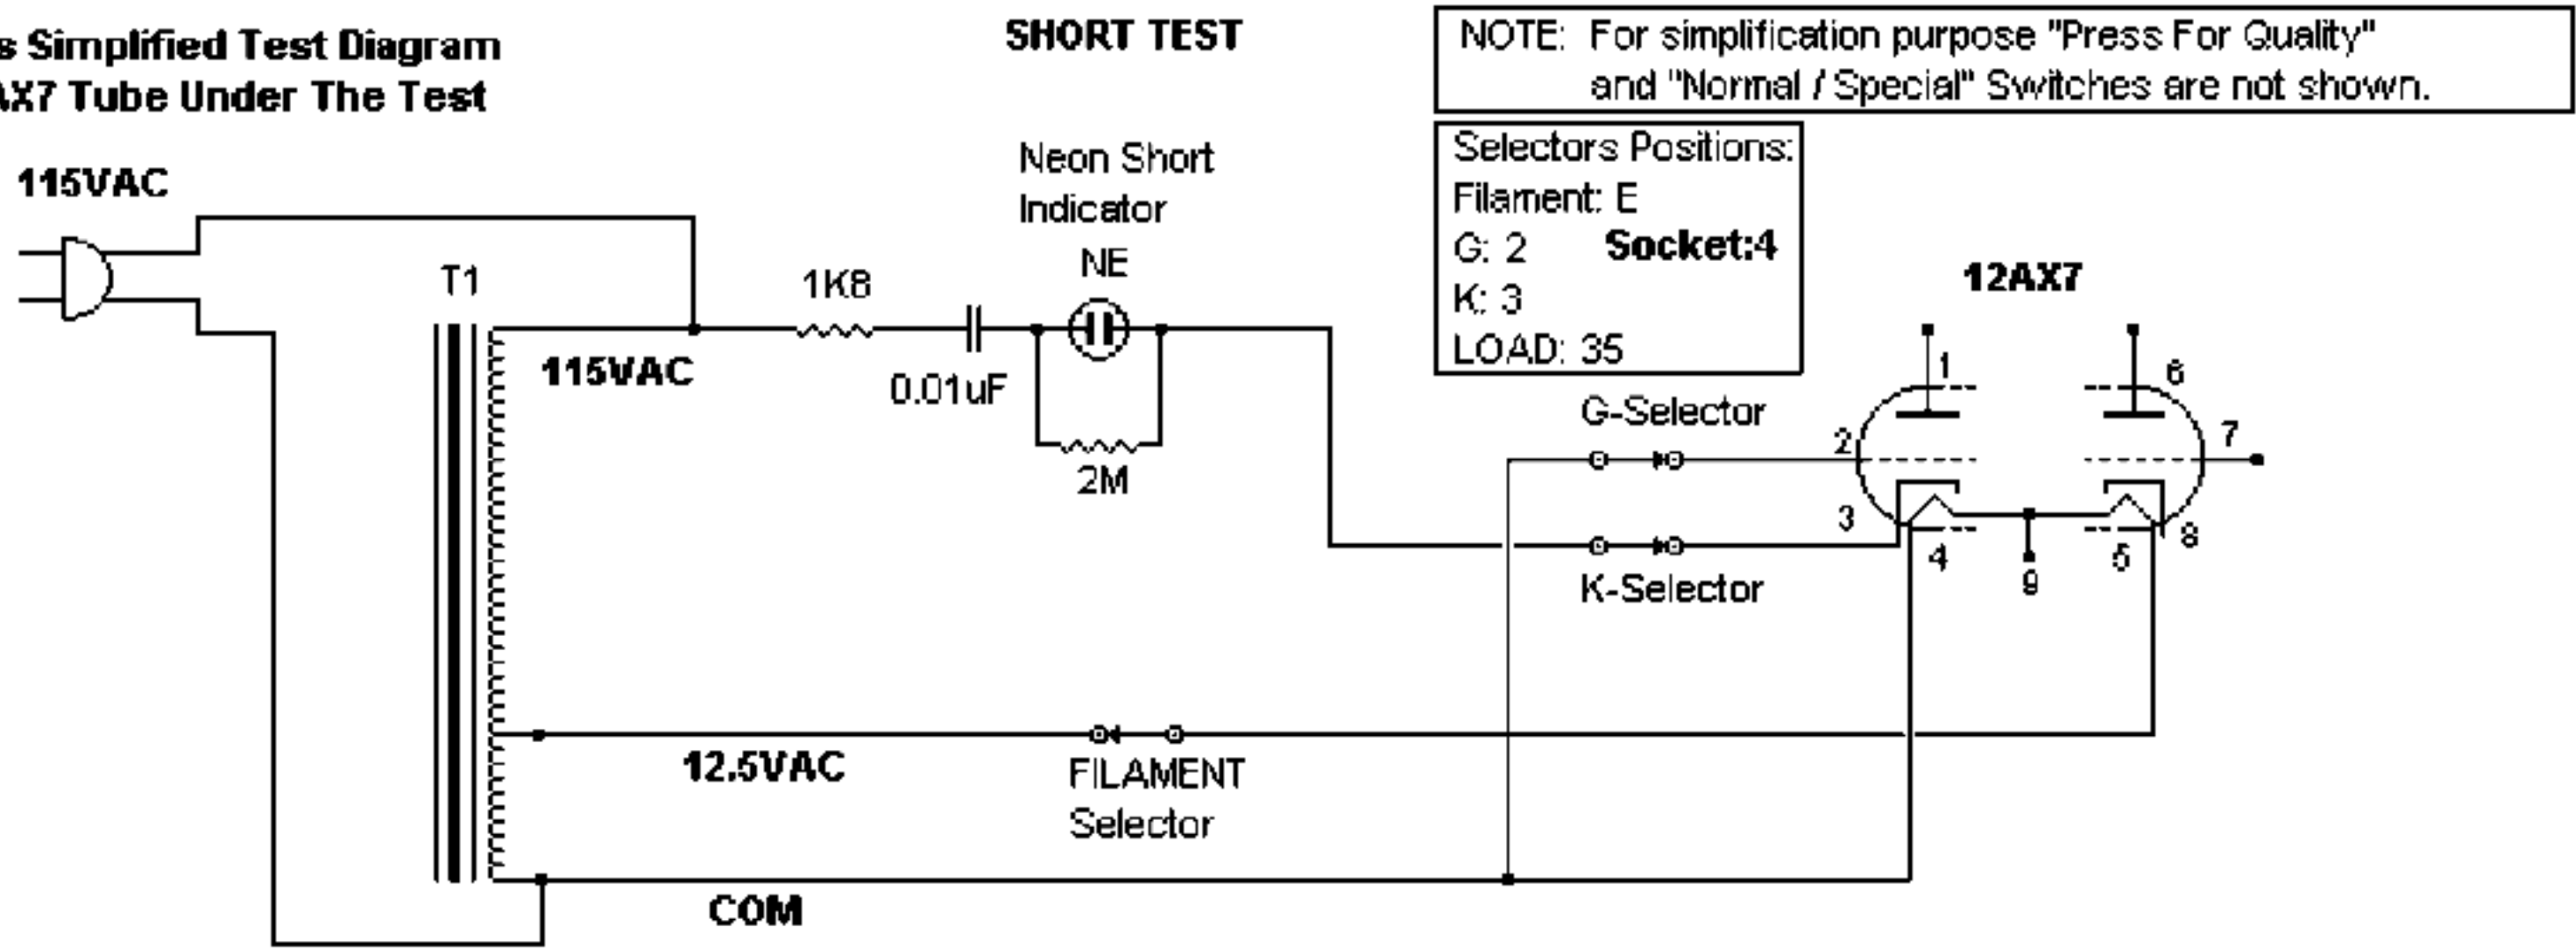 s Simplified Test Diagram
AX7 Tube Under The Test
SHORT TEST
NOTE: For simplification purpose "Press For Quality"
and "Normal / Special" Switches are not shown.
Selectors Positions:
Filament: E
G: 2 Socket:4
K: 3
LOAD: 35
115VAC
T1
115VAC
1K8
0.01uF
Neon Short
Indicator
NE
2M
G-Selector
K-Selector
12AX7
1
6
2
7
3
4
9
5
8
12.5VAC
FILAMENT
Selector
COM